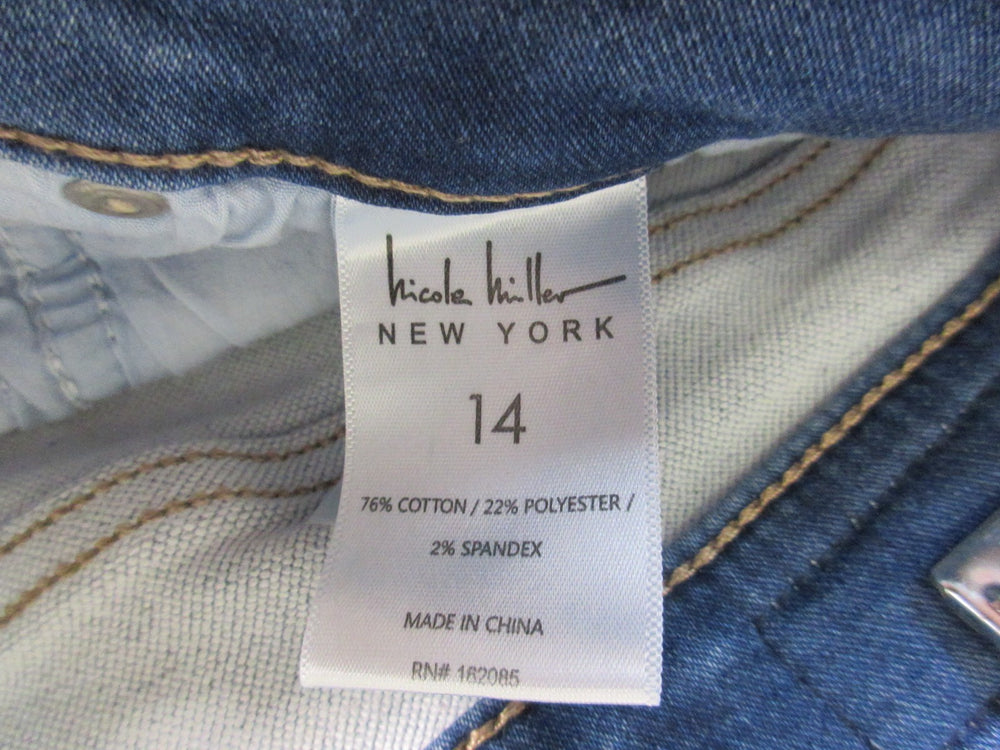 Nicole Miller
NEW YORK
14
76% COTTON / 22% POLYESTER /
2% SPANDEX
MADE IN CHINA
RN# 162085